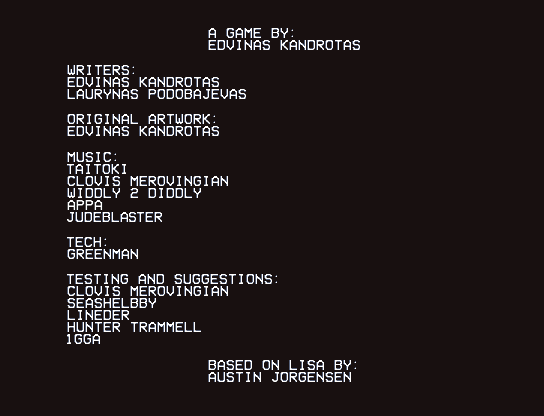 A GAME BY:
EDVINAS KANDROTAS
WRITERS:
EDVINAS KANDROTAS
LAURYNAS PODOBAJEVAS
ORIGINAL ARTWORK:
EDVINAS KANDROTAS
MUSIC:
TAITOKI
CLOVIS MEROVINGIAN
WIDDLY 2 DIDDLY
APPA
JUDEBLASTER
TECH:
GREENMAN
TESTING AND SUGGESTIONS:
CLOVIS MEROVINGIAN
SEASHELBBY
LINEDER
HUNTER TRAMMELL
1GGA
BASED ON LISA BY:
AUSTIN JORGENSEN